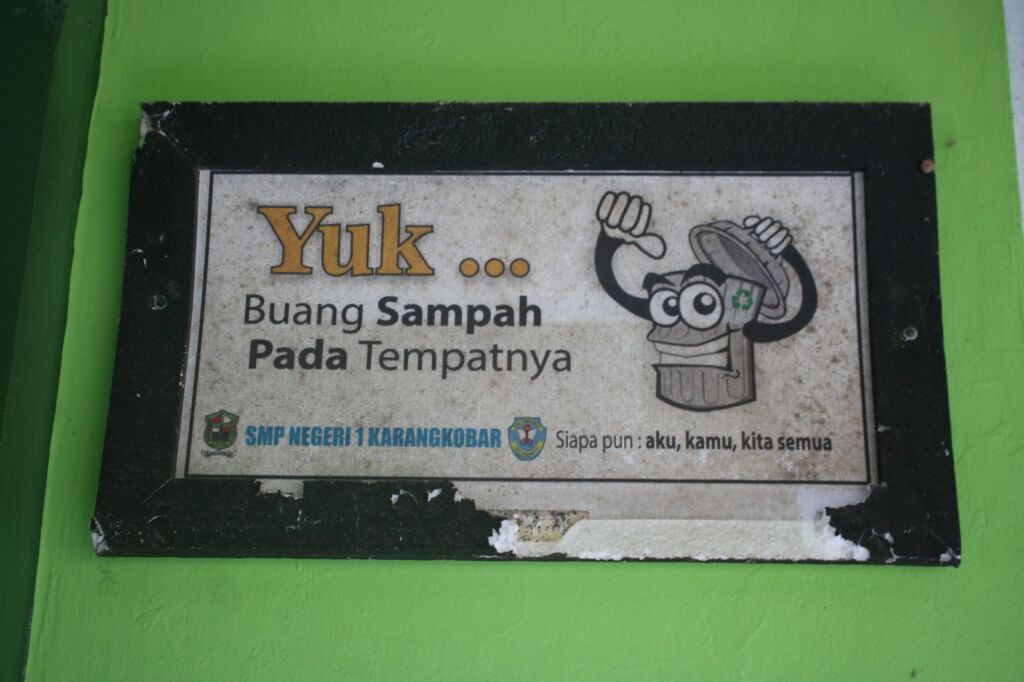 Yuk ...
Buang Sampah
Pada Tempatnya
SMP NEGERI 1 KARANGKOBAR
Siapa pun : aku, kamu, kita semua